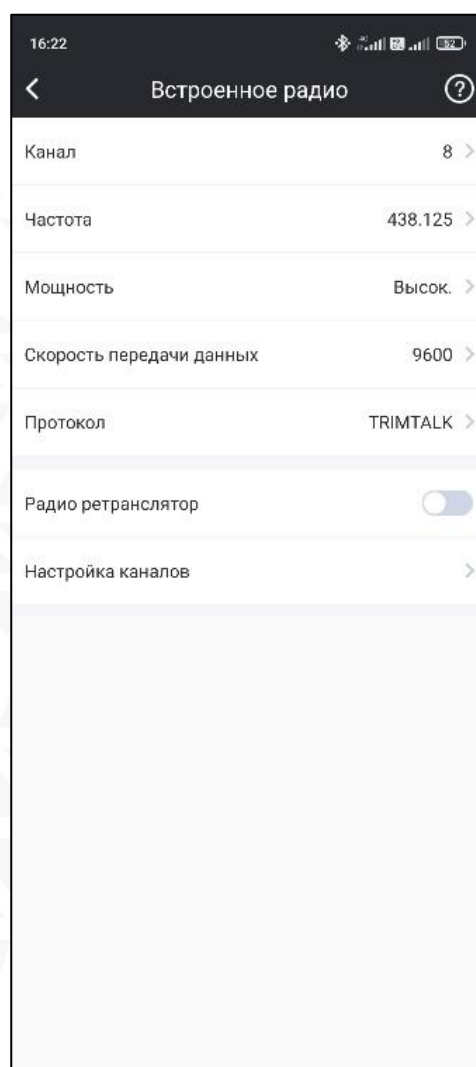 16:22
52
Встроенное радио
?
Канал 8
Частота 438.125
Мощность Высок.
Скорость передачи данных 9600
Протокол TRIMTALK
Радио ретранслятор
Настройка каналов